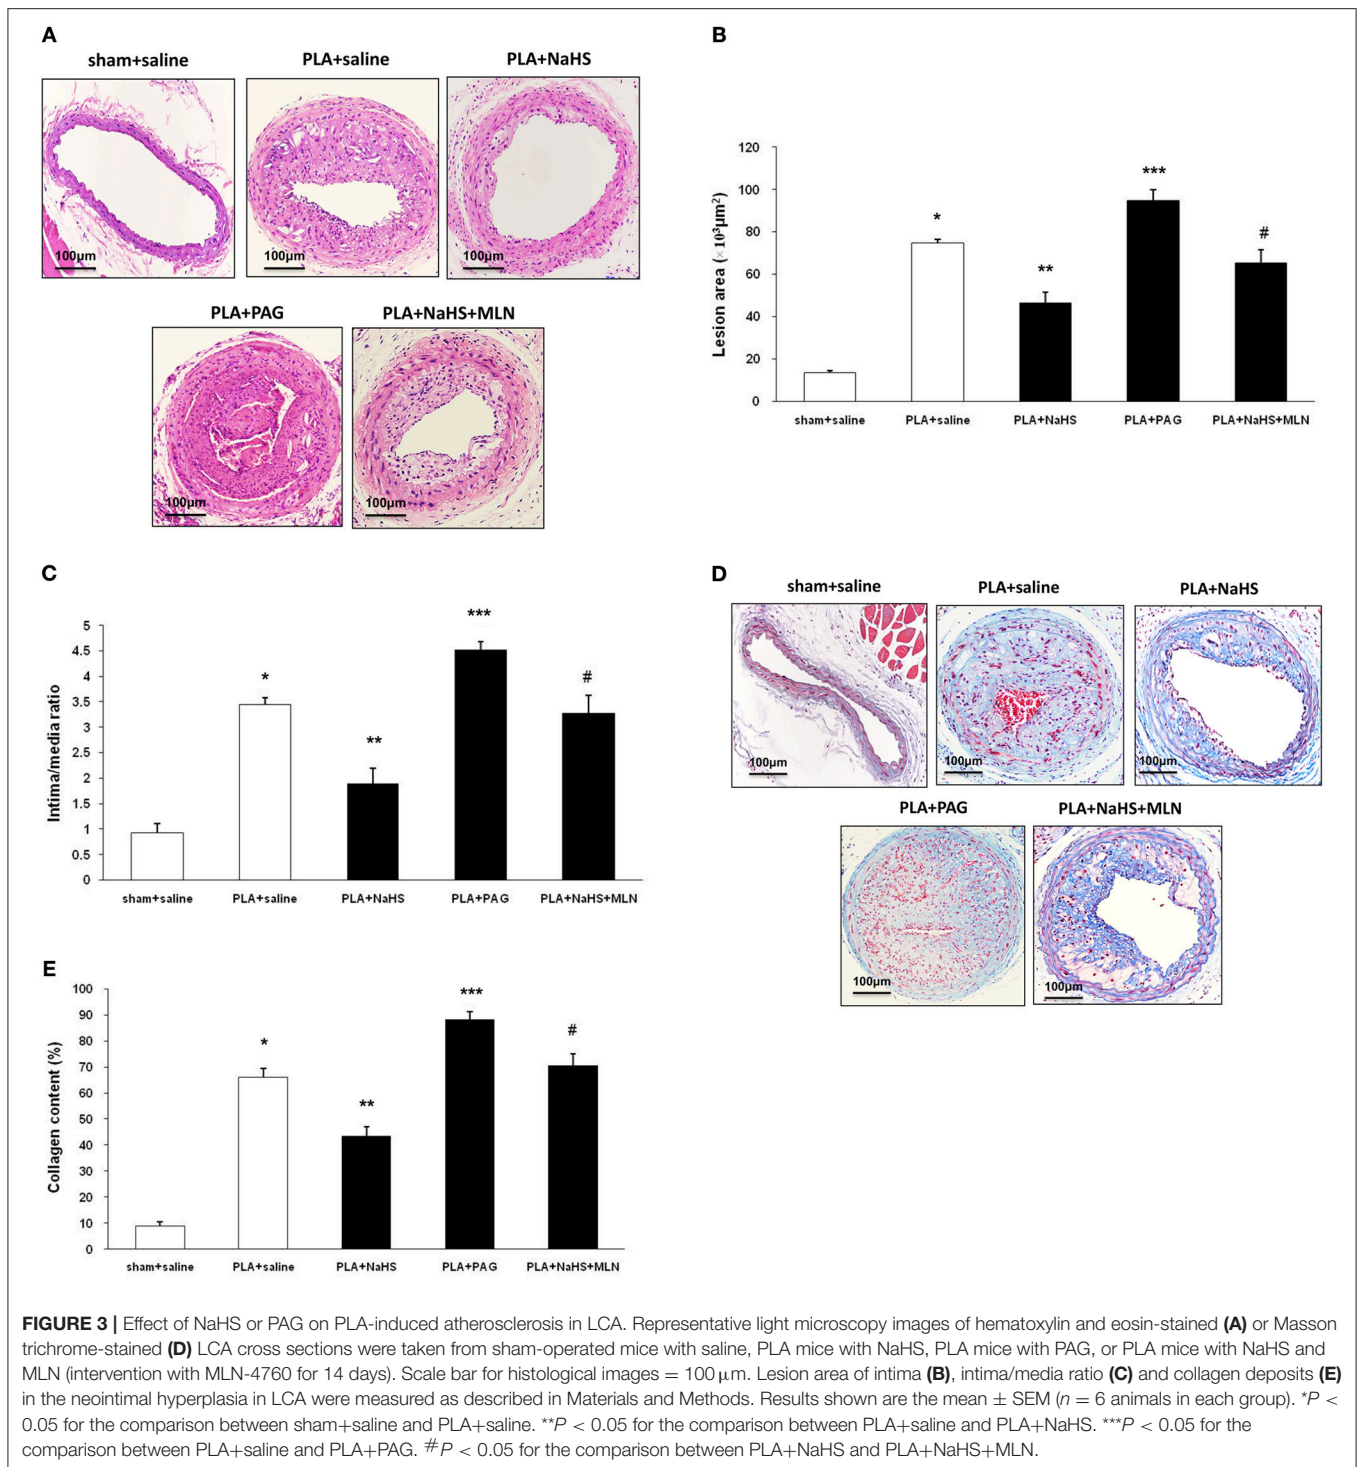 A
sham+saline
PLA+saline
PLA+NaHS
100µm
100µm
100µm
PLA+PAG
PLA+NaHS+MLN
100µm
100µm
B
Lesion area (×10³µm²)
120
100
80
60
40
20
0
*
**
***
#
sham+saline
PLA+saline
PLA+NaHS
PLA+PAG
PLA+NaHS+MLN
C
Intima/media ratio
5
4.5
4
3.5
3
2.5
2
1.5
1
0.5
0
*
**
***
#
sham+saline
PLA+saline
PLA+NaHS
PLA+PAG
PLA+NaHS+MLN
D
sham+saline
PLA+saline
PLA+NaHS
100µm
100µm
100µm
PLA+PAG
PLA+NaHS+MLN
100µm
100µm
E
Collagen content (%)
100
90
80
70
60
50
40
30
20
10
0
*
**
***
#
sham+saline
PLA+saline
PLA+NaHS
PLA+PAG
PLA+NaHS+MLN
FIGURE 3 | Effect of NaHS or PAG on PLA-induced atherosclerosis in LCA. Representative light microscopy images of hematoxylin and eosin-stained (A) or Masson
trichrome-stained (D) LCA cross sections were taken from sham-operated mice with saline, PLA mice with NaHS, PLA mice with PAG, or PLA mice with NaHS and
MLN (intervention with MLN-4760 for 14 days). Scale bar for histological images = 100 µm. Lesion area of intima (B), intima/media ratio (C) and collagen deposits (E)
in the neointimal hyperplasia in LCA were measured as described in Materials and Methods. Results shown are the mean ± SEM (n = 6 animals in each group). *P <
0.05 for the comparison between sham+saline and PLA+saline. **P < 0.05 for the comparison between PLA+saline and PLA+NaHS. ***P < 0.05 for the
comparison between PLA+saline and PLA+PAG. #P < 0.05 for the comparison between PLA+NaHS and PLA+NaHS+MLN.